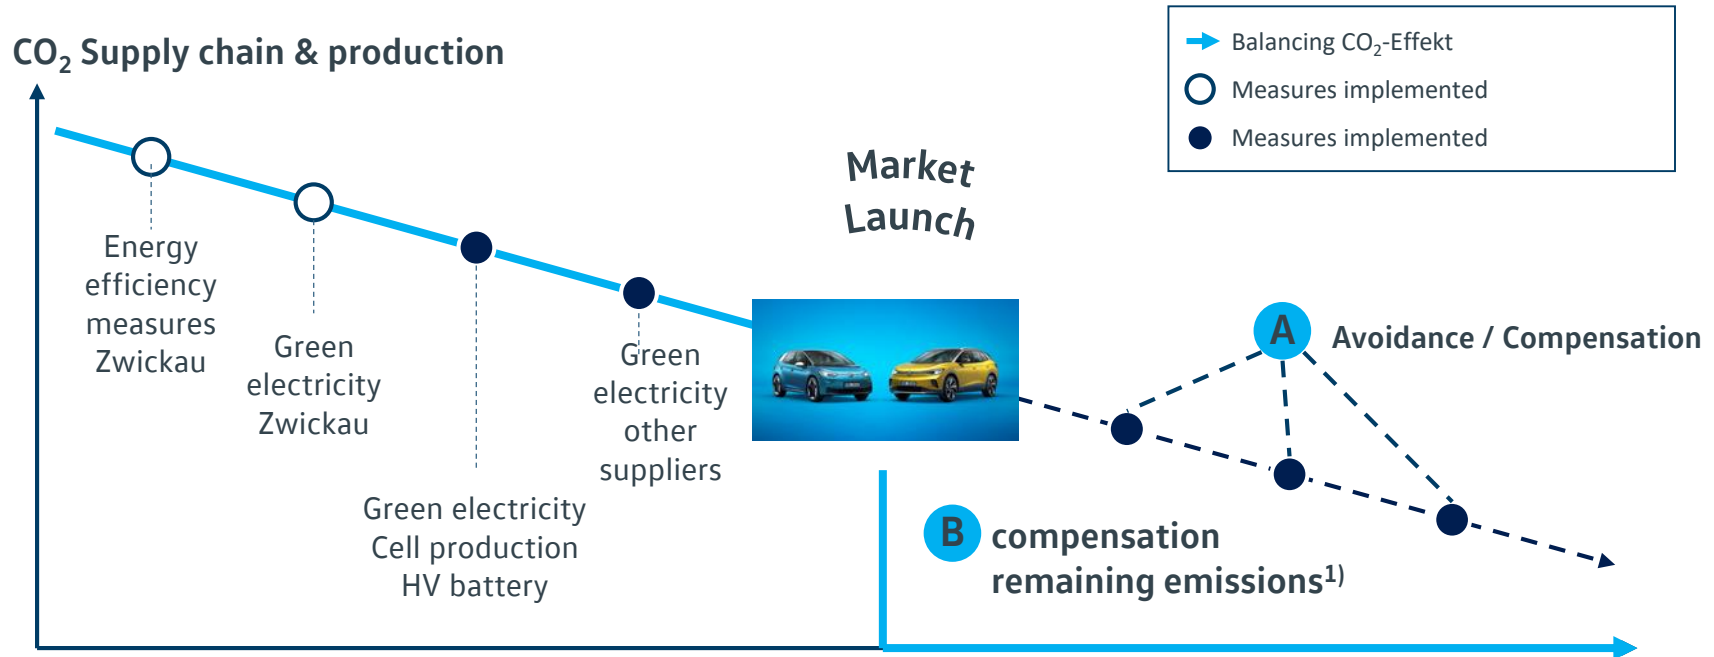 CO₂ Supply chain & production
Balancing CO₂-Effekt
Measures implemented
Measures implemented
Market
Launch
Energy
efficiency
measures
Zwickau
Green
electricity
Zwickau
Green electricity
Cell production
HV battery
Green
electricity
other
suppliers
A
Avoidance / Compensation
B
compensation
remaining emissions¹⁾